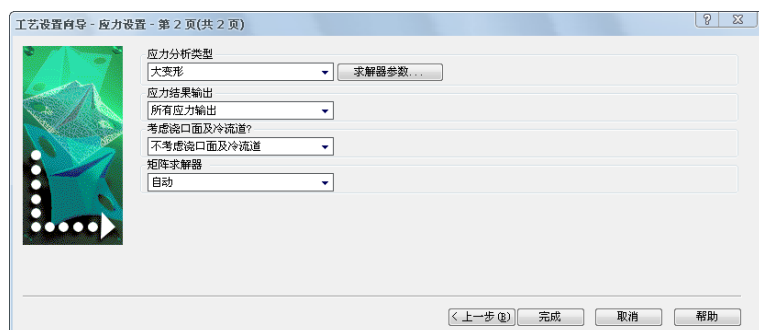 工艺设置向导 - 应力设置 - 第 2 页(共 2 页)
应力分析类型
大变形
求解器参数...
应力结果输出
所有应力输出
考虑浇口面及冷流道?
不考虑浇口面及冷流道
矩阵求解器
自动
< 上一步(B) 完成 取消 帮助